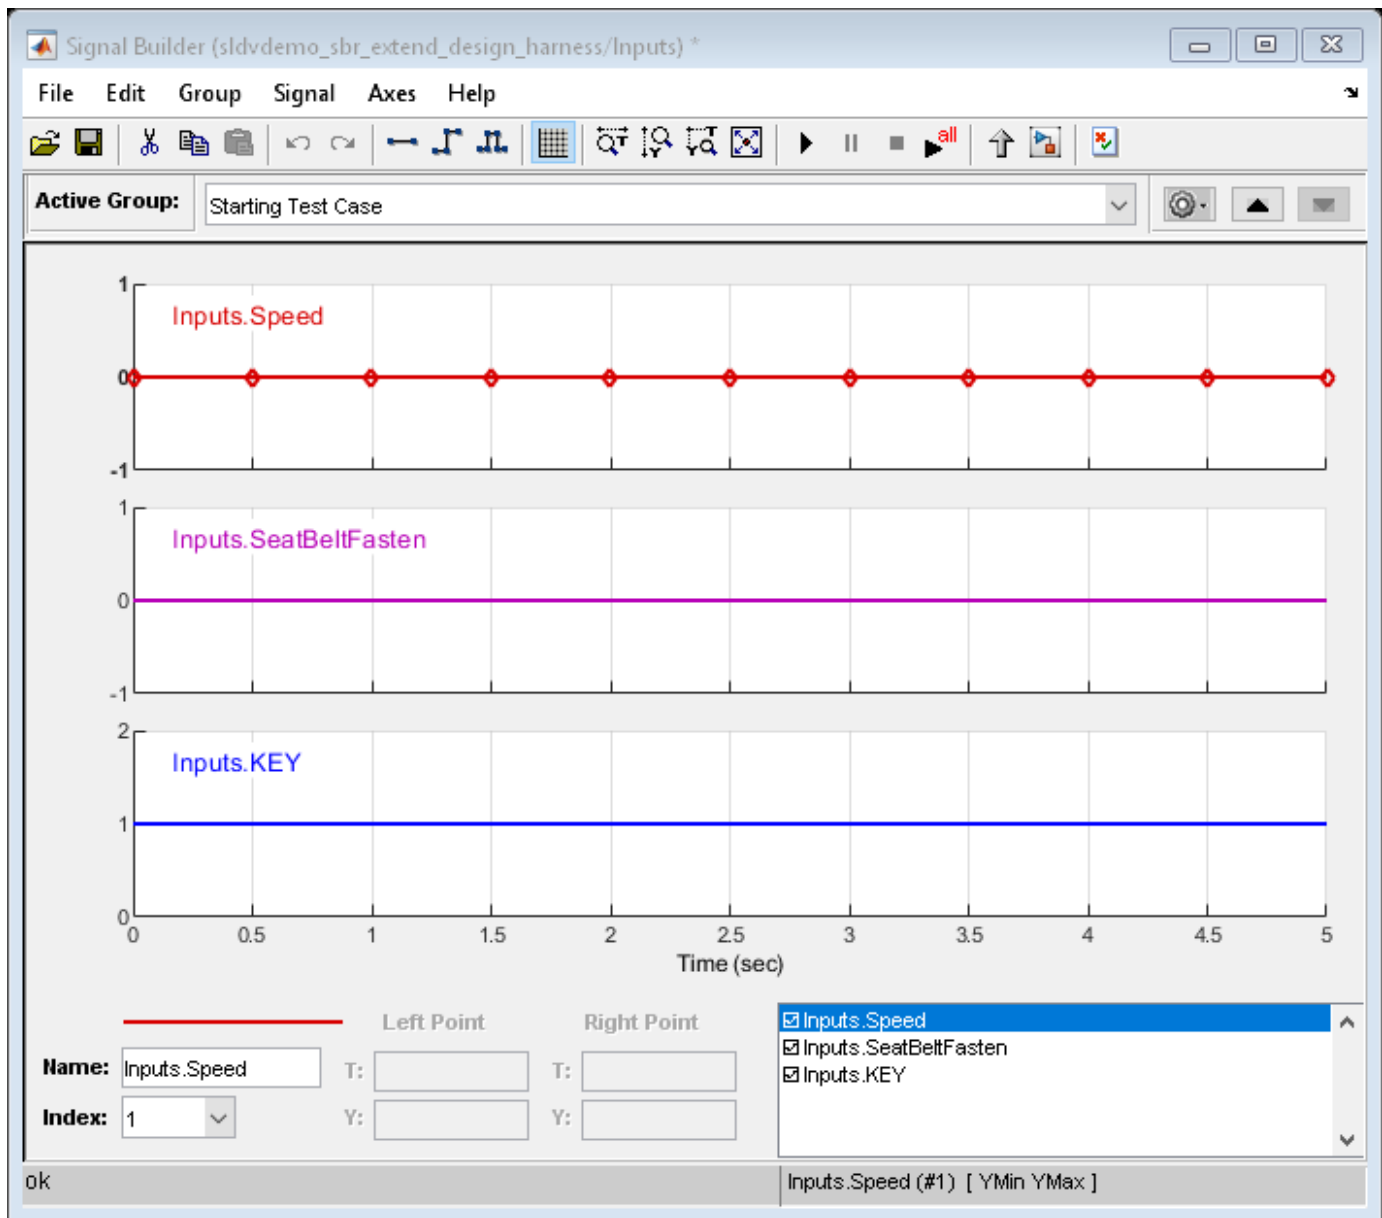 Signal Builder (sldvdemo_sbr_extend_design_harness/Inputs) *
File Edit Group Signal Axes Help
all
Active Group: Starting Test Case
1
Inputs.Speed
0
-1
1
Inputs.SeatBeltFasten
0
-1
2
Inputs.KEY
1
0
0 0.5 1 1.5 2 2.5 3 3.5 4 4.5 5
Time (sec)
Left Point Right Point
Name: Inputs.Speed T: T:
Index: 1 Y: Y:
Inputs.Speed
Inputs.SeatBeltFasten
Inputs.KEY
ok
Inputs.Speed (#1) [ YMin YMax ]